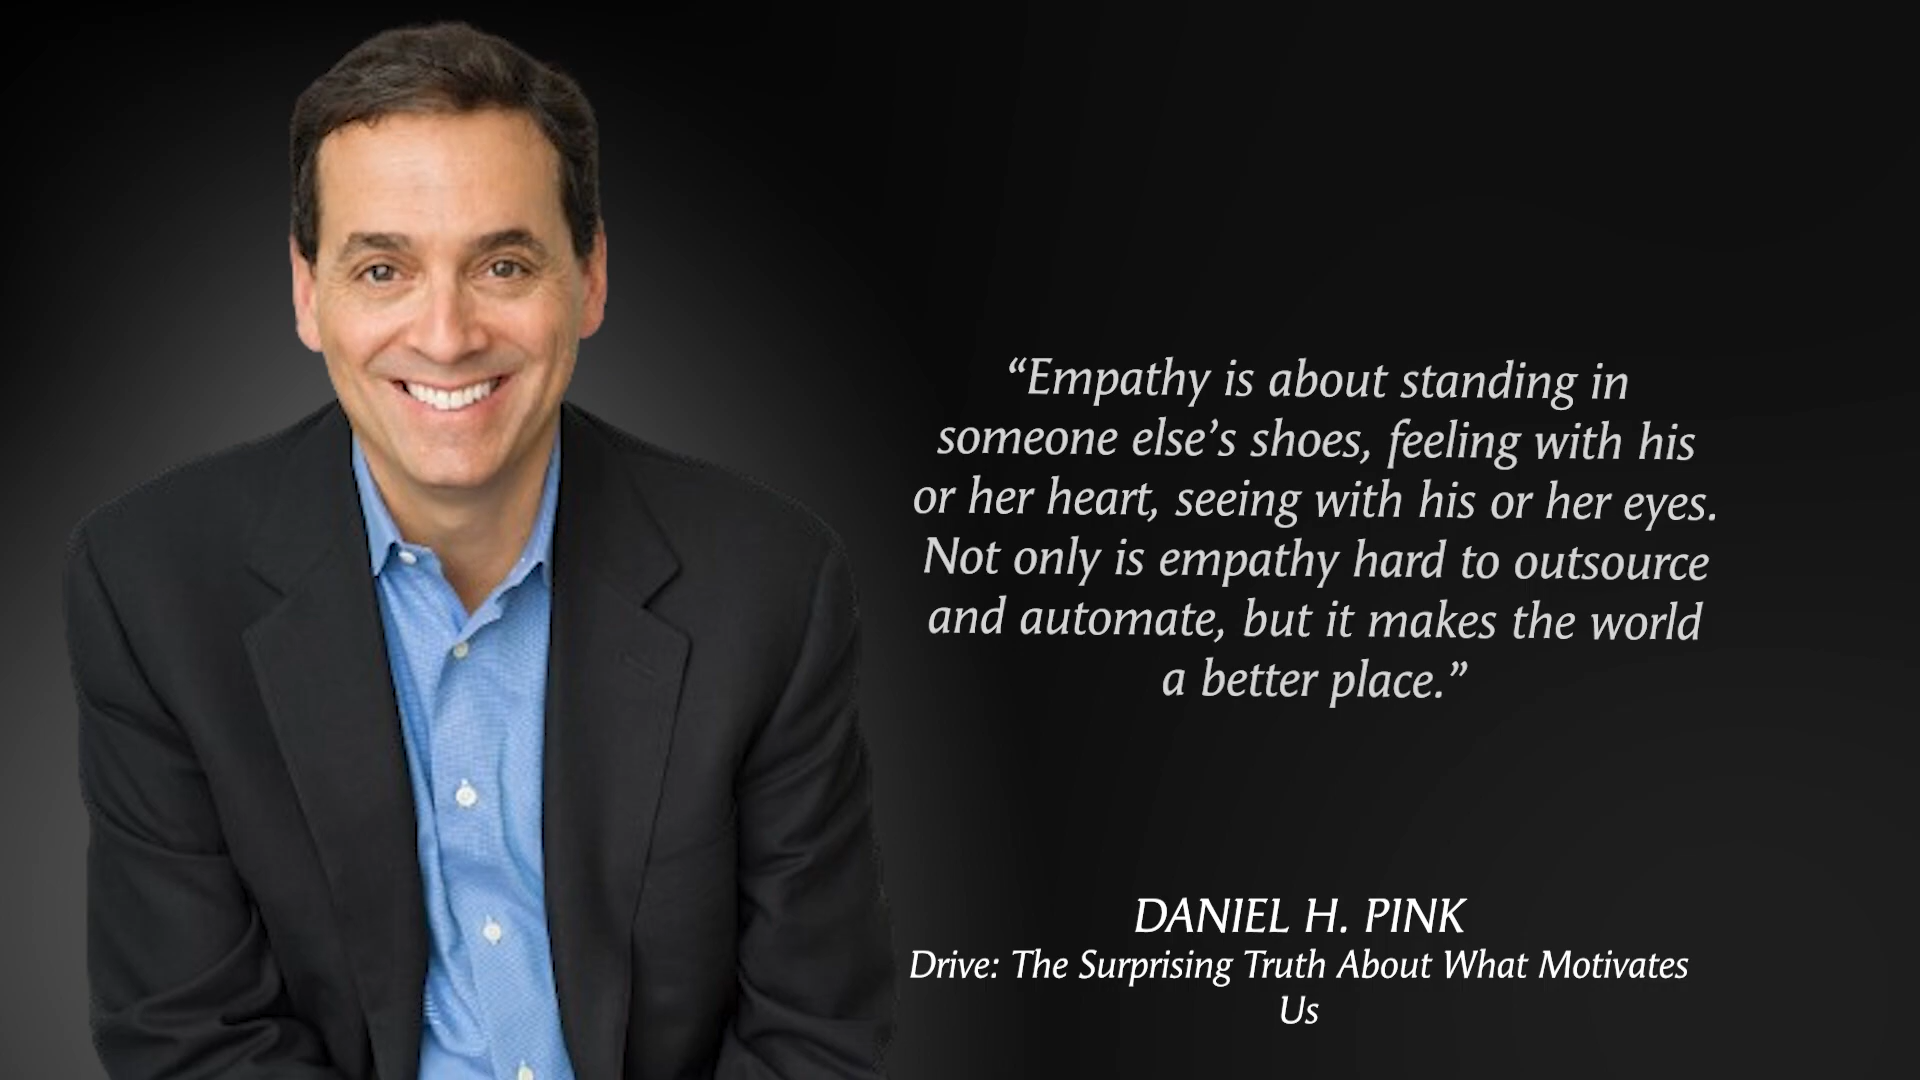 “Empathy is about standing in
someone else’s shoes, feeling with his
or her heart, seeing with his or her eyes.
Not only is empathy hard to outsource
and automate, but it makes the world
a better place.”
DANIEL H. PINK
Drive: The Surprising Truth About What Motivates
Us